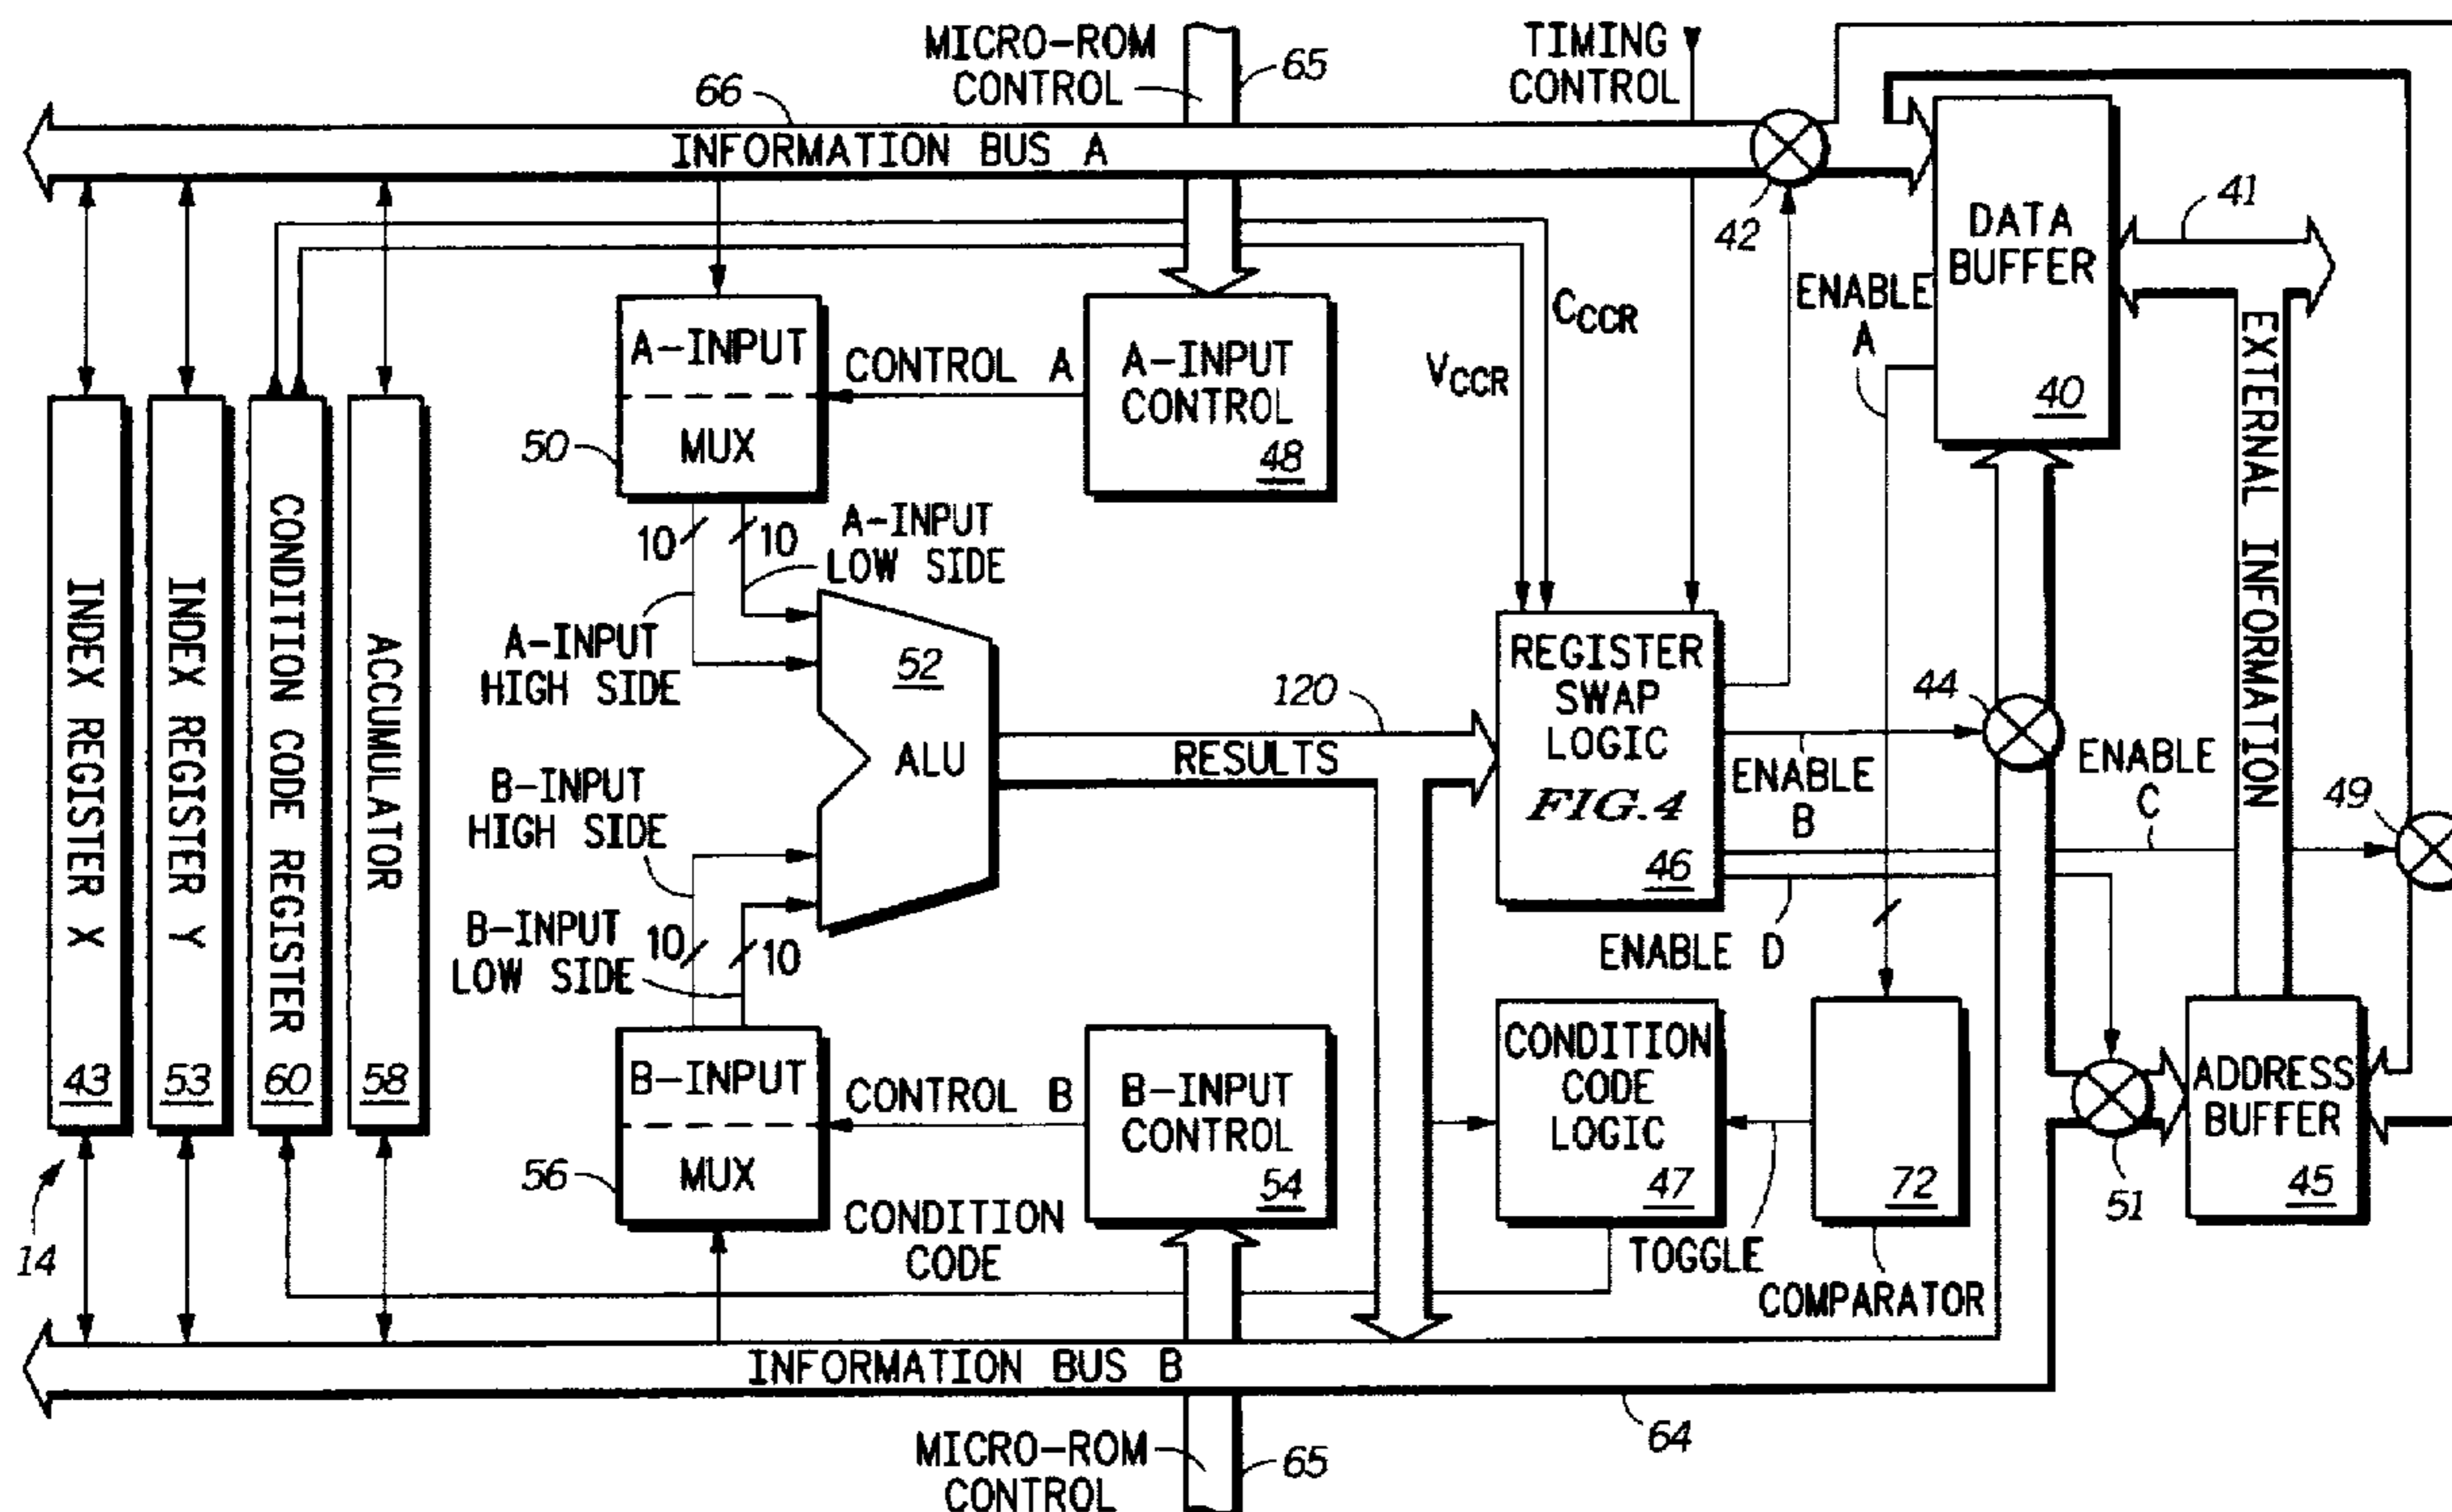 MICRO-ROM
CONTROL
65
TIMING
CONTROL
66
INFORMATION BUS A
42
DATA
BUFFER
40
41
ENABLE
A
EXTERNAL INFORMATION
C_CCR
V_CCR
A-INPUT
MUX
50
CONTROL A
A-INPUT
CONTROL
48
10
10
A-INPUT
LOW SIDE
A-INPUT
HIGH SIDE
INDEX REGISTER X
43
INDEX REGISTER Y
53
CONDITION CODE REGISTER
60
ACCUMULATOR
58
52
ALU
120
RESULTS
REGISTER
SWAP
LOGIC
FIG.4
46
44
ENABLE
B
ENABLE
C
49
ENABLE D
B-INPUT
HIGH SIDE
B-INPUT
LOW SIDE
10
10
B-INPUT
MUX
56
CONTROL B
B-INPUT
CONTROL
54
CONDITION
CODE
LOGIC
47
72
TOGGLE
COMPARATOR
51
ADDRESS
BUFFER
45
14
CONDITION
CODE
INFORMATION BUS B
64
MICRO-ROM
CONTROL
65